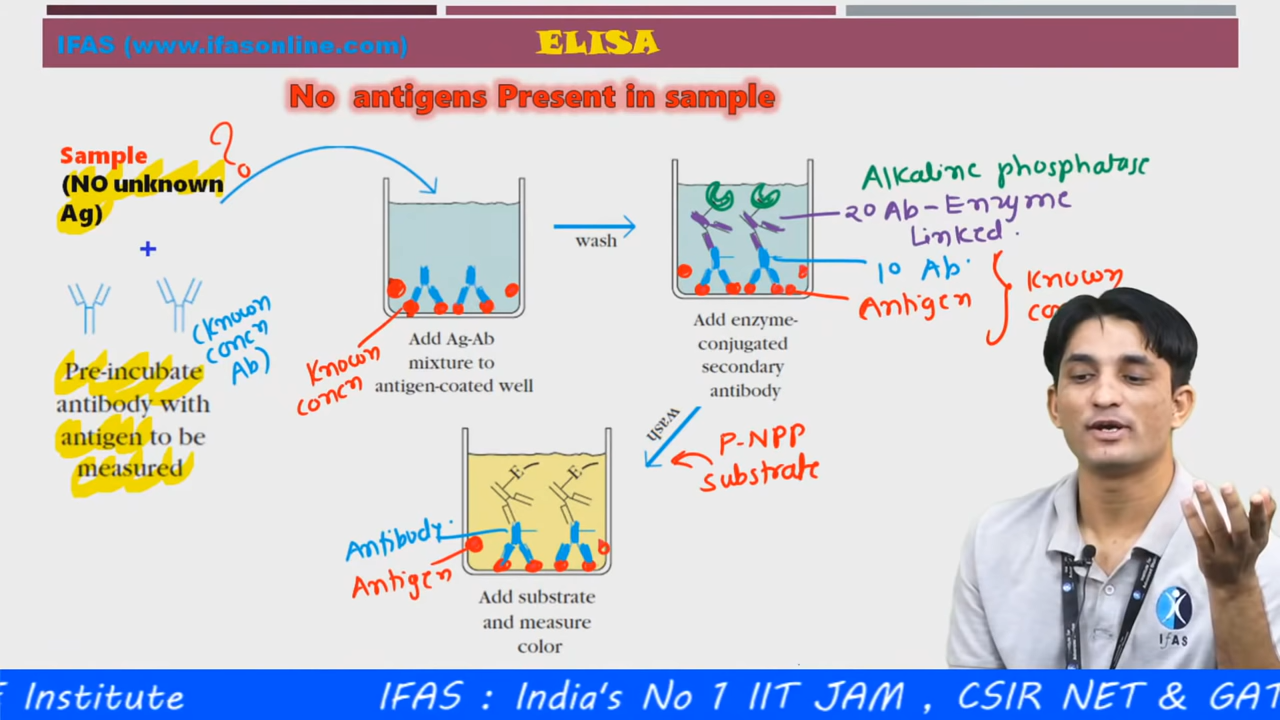 IFAS (www.ifasonline.com)
ELISA
No antigens Present in sample
Sample
(NO unknown
Ag)
?
+
(Known
concn
Ab)
Pre-incubate
antibody with
antigen to be
measured
Known
concn
Add Ag-Ab
mixture to
antigen-coated well
wash
Alkaline phosphatase
2o Ab-Enzyme
Linked.
1o Ab.
Antigen
Known
Add enzyme-
conjugated
secondary
antibody
wash
P-NPP
substrate
E
E
Antibody.
Antigen
Add substrate
and measure
color
IFAS
E Institute IFAS : India's No 1 IIT JAM , CSIR NET & GAT